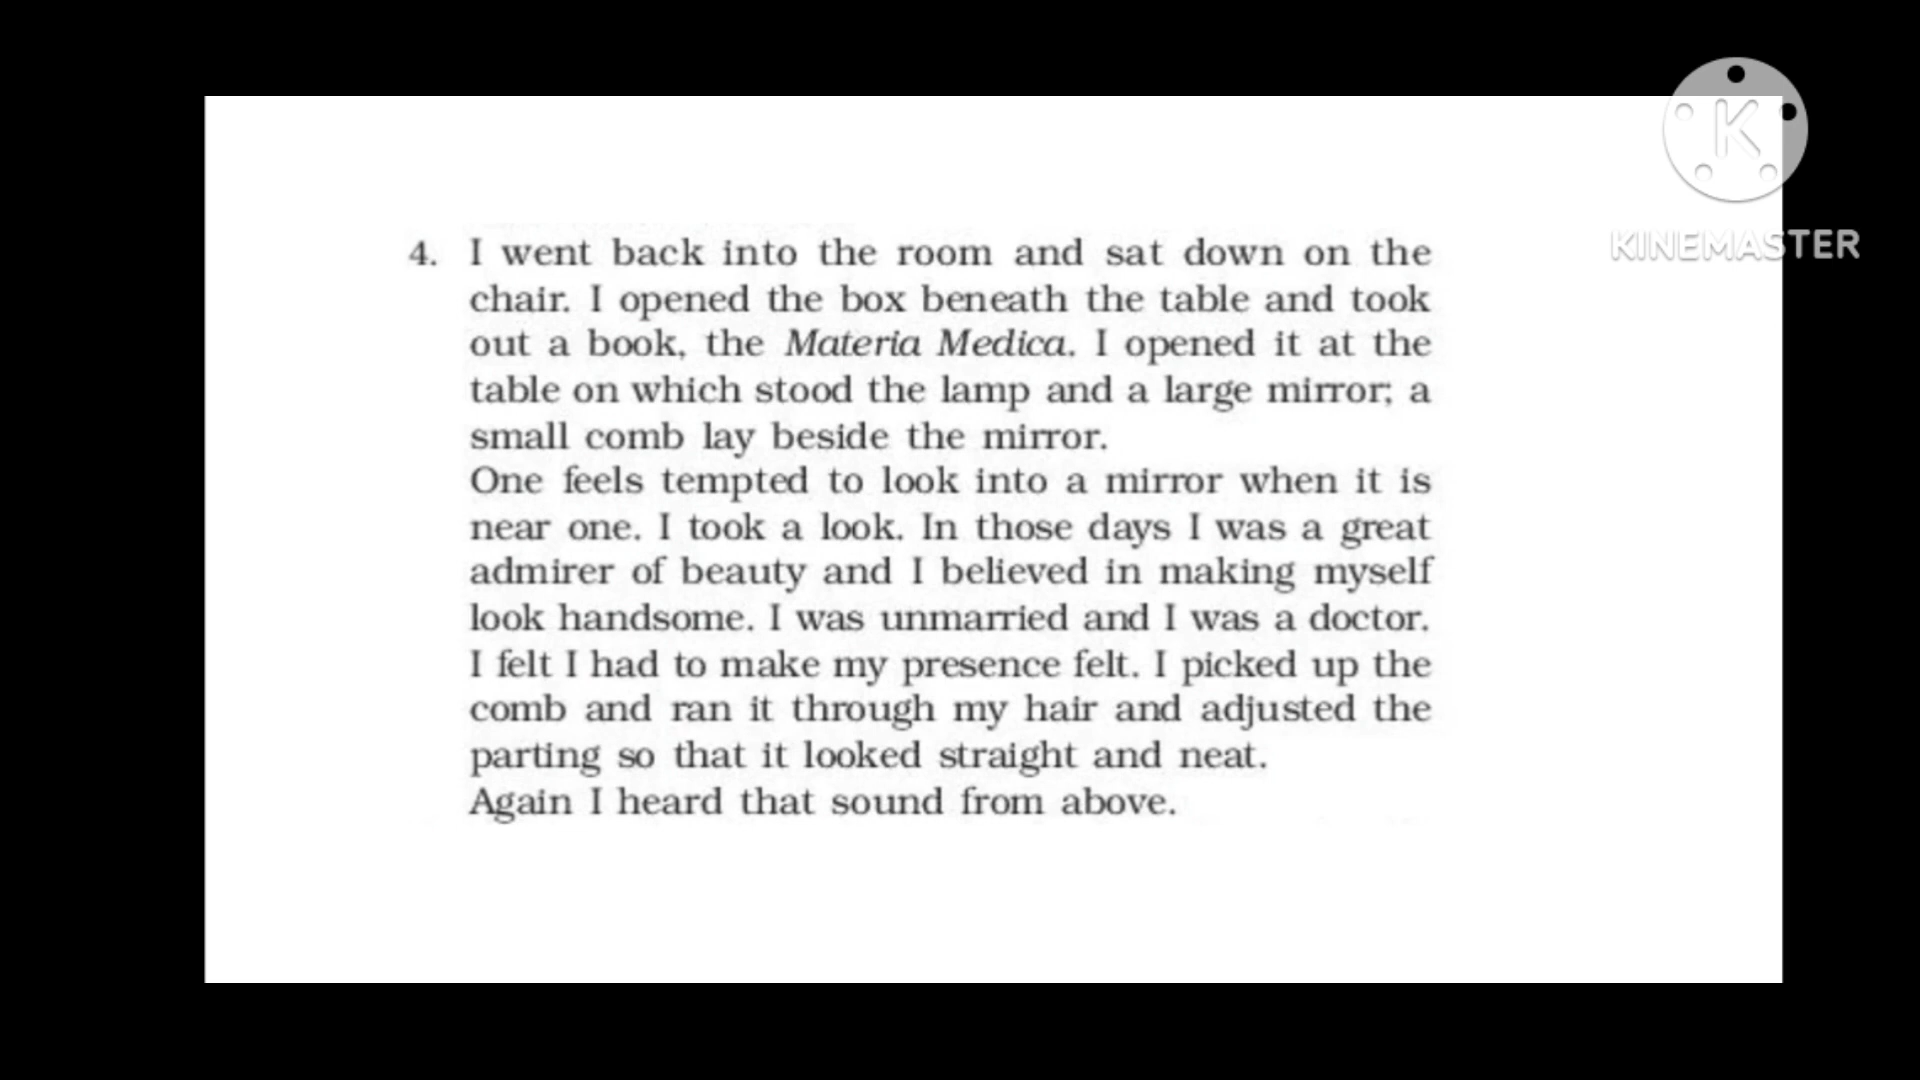 K
KINEMASTER
4. I went back into the room and sat down on the
chair. I opened the box beneath the table and took
out a book, the Materia Medica. I opened it at the
table on which stood the lamp and a large mirror; a
small comb lay beside the mirror.
One feels tempted to look into a mirror when it is
near one. I took a look. In those days I was a great
admirer of beauty and I believed in making myself
look handsome. I was unmarried and I was a doctor.
I felt I had to make my presence felt. I picked up the
comb and ran it through my hair and adjusted the
parting so that it looked straight and neat.
Again I heard that sound from above.